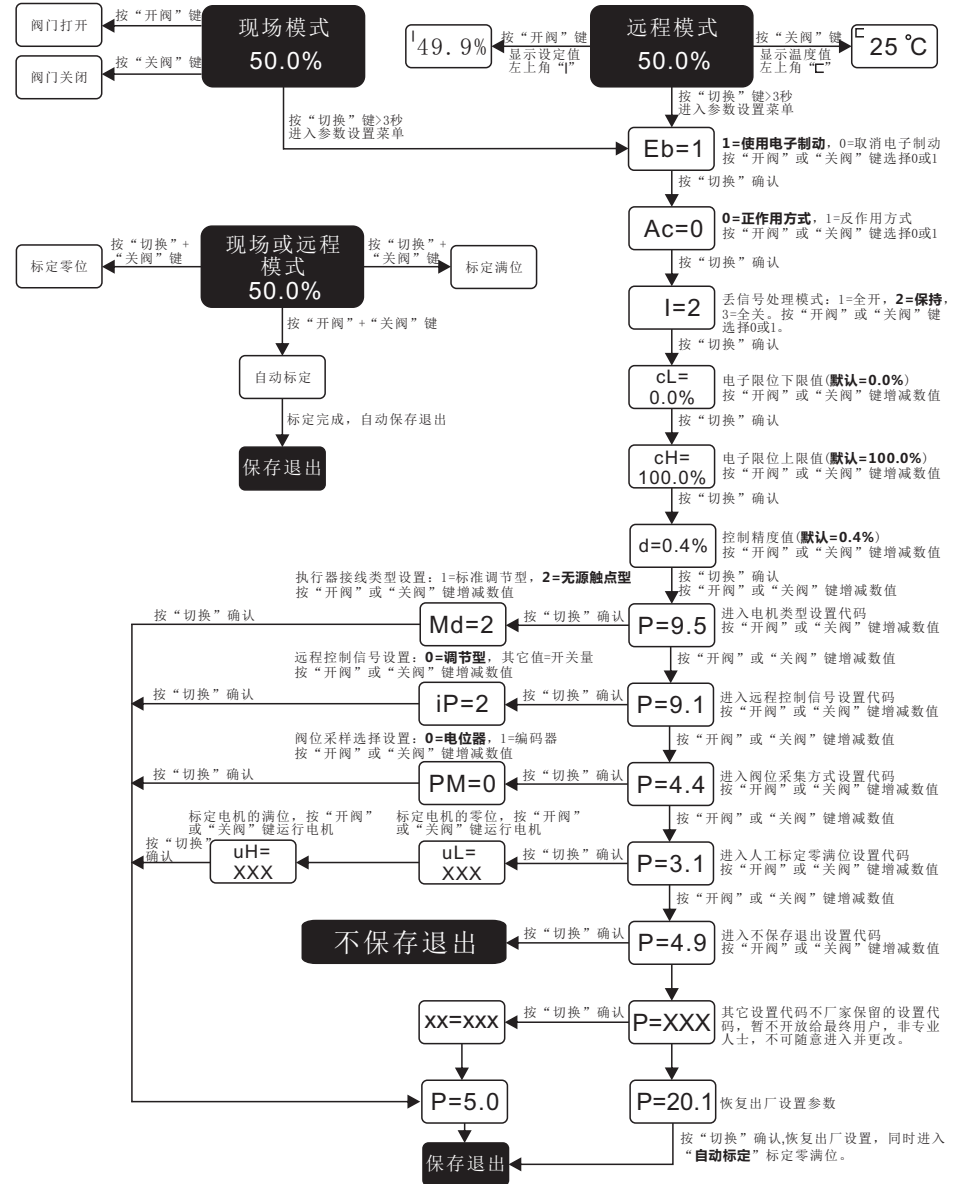 现场模式
50.0%
按“开阀”键
阀门打开
按“关阀”键
阀门关闭
按“切换”键>3秒
进入参数设置菜单
远程模式
50.0%
按“开阀”键
显示设定值
左上角“|”
49.9%
按“关阀”键
显示温度值
左上角“⊏”
25℃
按“切换”键>3秒
进入参数设置菜单
Eb=1
1=使用电子制动，0=取消电子制动
按“开阀”或“关阀”键选择0或1
按“切换”确认
Ac=0
0=正作用方式，1=反作用方式
按“开阀”或“关阀”键选择0或1
按“切换”确认
I=2
丢信号处理模式：1=全开，2=保持，
3=全关。按“开阀”或“关阀”键
选择0或1。
按“切换”确认
cL=
0.0%
电子限位下限值(默认=0.0%)
按“开阀”或“关阀”键增减数值
按“切换”确认
cH=
100.0%
电子限位上限值(默认=100.0%)
按“开阀”或“关阀”键增减数值
按“切换”确认
d=0.4%
控制精度值(默认=0.4%)
按“开阀”或“关阀”键增减数值
按“切换”确认
按“开阀”或“关阀”键增减数值
现场或远程
模式
50.0%
按“切换”+
“关阀”键
标定零位
按“切换”+
“关阀”键
标定满位
按“开阀”+“关阀”键
自动标定
标定完成，自动保存退出
保存退出
P=9.5
进入电机类型设置代码
按“开阀”或“关阀”键增减数值
按“切换”确认
Md=2
执行器接线类型设置：1=标准调节型，2=无源触点型
按“开阀”或“关阀”键增减数值
按“切换”确认
按“开阀”或“关阀”键增减数值
P=9.1
进入远程控制信号设置代码
按“开阀”或“关阀”键增减数值
按“切换”确认
iP=2
远程控制信号设置：0=调节型，其它值=开关量
按“开阀”或“关阀”键增减数值
按“切换”确认
按“开阀”或“关阀”键增减数值
P=4.4
进入阀位采集方式设置代码
按“开阀”或“关阀”键增减数值
按“切换”确认
PM=0
阀位采样选择设置：0=电位器，1=编码器
按“开阀”或“关阀”键增减数值
按“切换”确认
按“开阀”或“关阀”键增减数值
P=3.1
进入人工标定零满位设置代码
按“开阀”或“关阀”键增减数值
按“切换”确认
uL=
XXX
标定电机的零位，按“开阀”
或“关阀”键运行电机
uH=
XXX
标定电机的满位，按“开阀”
或“关阀”键运行电机
按“切换”
确认
按“开阀”或“关阀”键增减数值
P=4.9
进入不保存退出设置代码
按“开阀”或“关阀”键增减数值
按“切换”确认
不保存退出
P=XXX
其它设置代码不厂家保留的设置代
码，暂不开放给最终用户，非专业
人士，不可随意进入并更改。
按“切换”确认
xx=xxx
P=5.0
P=20.1
恢复出厂设置参数
按“切换”确认,恢复出厂设置，同时进入
“自动标定”标定零满位。
保存退出